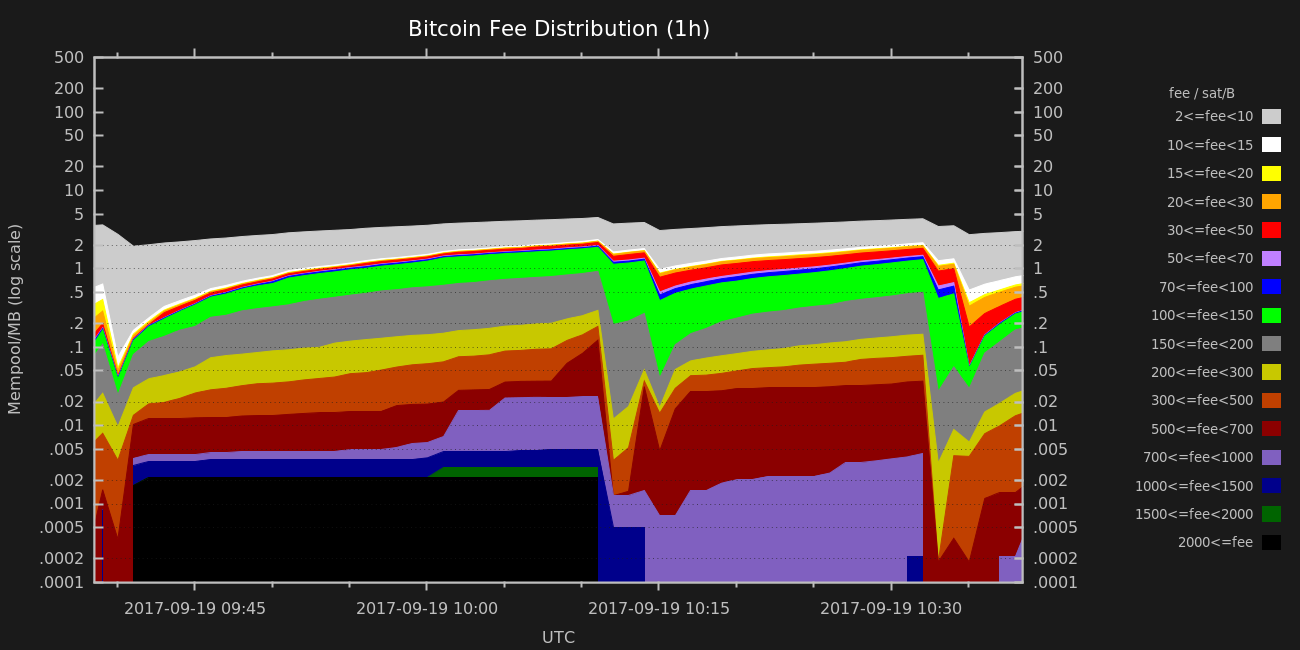 Bitcoin Fee Distribution (1h)
500 500
200 200
100 100
50 50
20 20
10 10
5 5
2 2
1 1
.5 .5
.2 .2
.1 .1
.05 .05
.02 .02
.01 .01
.005 .005
.002 .002
.001 .001
.0005 .0005
.0002 .0002
.0001 .0001
Mempool/MB (log scale)
2017-09-19 09:45 2017-09-19 10:00 2017-09-19 10:15 2017-09-19 10:30
UTC
fee / sat/B
2<=fee<10
10<=fee<15
15<=fee<20
20<=fee<30
30<=fee<50
50<=fee<70
70<=fee<100
100<=fee<150
150<=fee<200
200<=fee<300
300<=fee<500
500<=fee<700
700<=fee<1000
1000<=fee<1500
1500<=fee<2000
2000<=fee